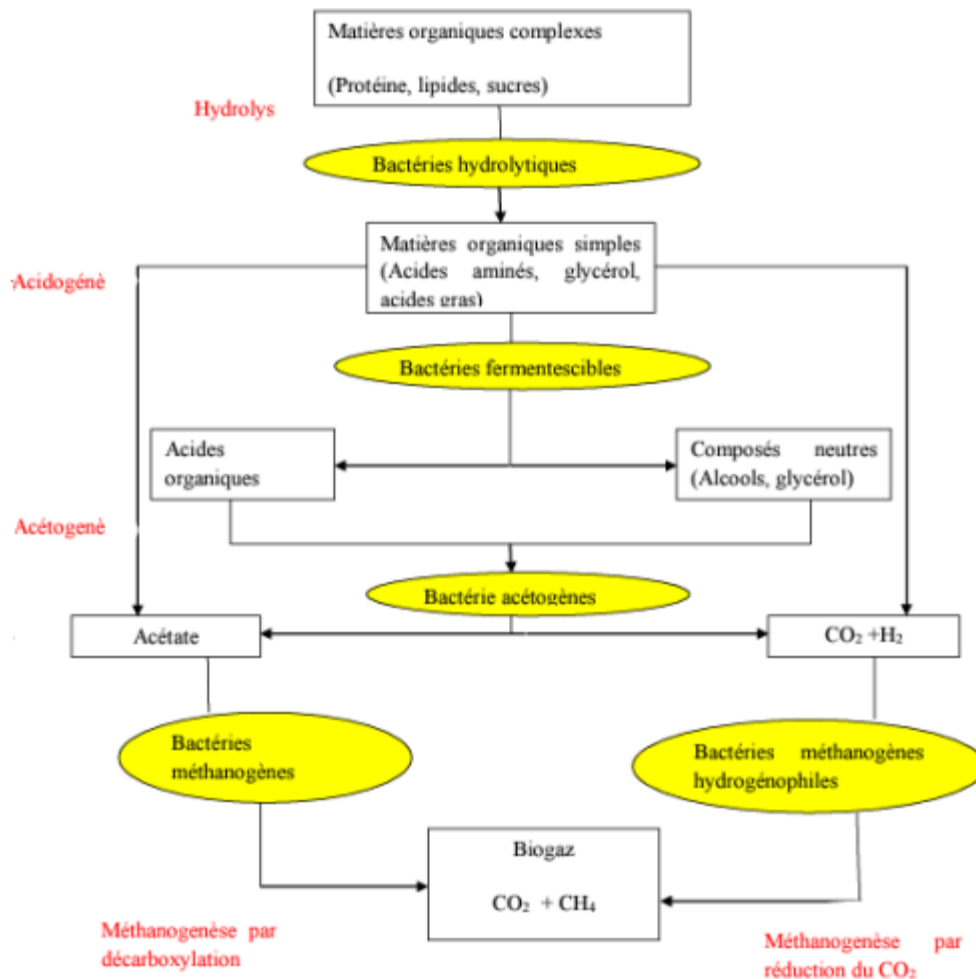 Matières organiques complexes
(Protéine, lipides, sucres)
Hydrolys
Bactéries hydrolytiques
Matières organiques simples
(Acides aminés, glycérol,
acides gras)
Acidogénè
Bactéries fermentescibles
Acides
organiques
Composés neutres
(Alcools, glycérol)
Acétogenè
Bactérie acétogènes
Acétate
CO₂ +H₂
Bactéries
méthanogènes
Bactéries méthanogènes
hydrogénophiles
Biogaz
CO₂ + CH₄
Méthanogenèse par
décarboxylation
Méthanogenèse par
réduction du CO₂